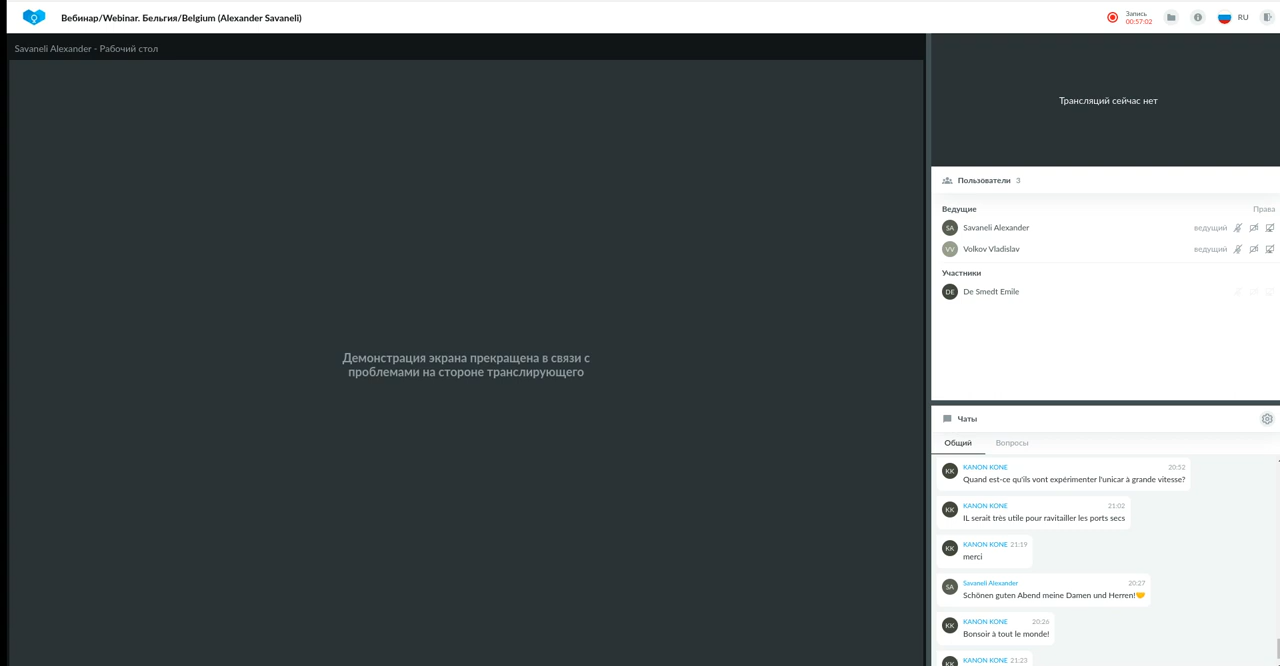 Вебинар/Webinar. Бельгия/Belgium (Alexander Savaneli)
Запись
00:57:02
RU
Savaneli Alexander - Рабочий стол
Демонстрация экрана прекращена в связи с
проблемами на стороне транслирующего
Трансляций сейчас нет
Пользователи 3
Ведущие Права
SA Savaneli Alexander ведущий
VV Volkov Vladislav ведущий
Участники
DE De Smedt Emile
Чаты
Общий Вопросы
KK KANON KONE 20:52
Quand est-ce qu'ils vont expérimenter l'unicar à grande vitesse?
KK KANON KONE 21:02
IL serait très utile pour ravitailler les ports secs
KK KANON KONE 21:19
merci
SA Savaneli Alexander 20:27
Schönen guten Abend meine Damen und Herren!🤝
KK KANON KONE 20:26
Bonsoir à tout le monde!
KK KANON KONE 21:23